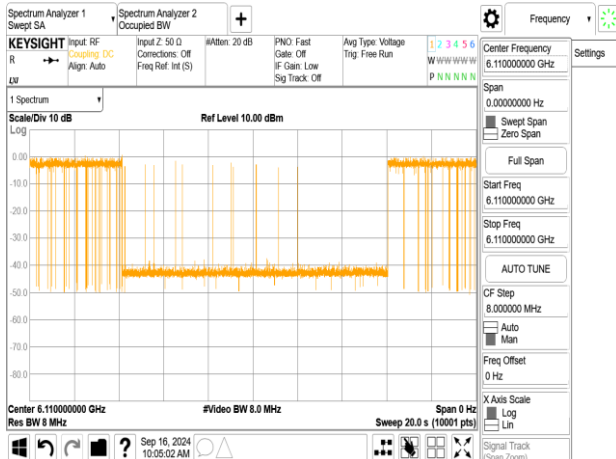 Spectrum Analyzer 1
Swept SA
Spectrum Analyzer 2
Occupied BW
+
Frequency
KEYSIGHT
R
LXI
Input: RF
Coupling: DC
Align: Auto
Input Z: 50 Ω
Corrections: Off
Freq Ref: Int (S)
#Atten: 20 dB
PNO: Fast
Gate: Off
IF Gain: Low
Sig Track: Off
Avg Type: Voltage
Trig: Free Run
1 2 3 4 5 6
W W W W W W
P N N N N N
Center Frequency
6.110000000 GHz
Settings
Span
0.00000000 Hz
Swept Span
Zero Span
Full Span
Start Freq
6.110000000 GHz
Stop Freq
6.110000000 GHz
AUTO TUNE
CF Step
8.000000 MHz
Auto
Man
Freq Offset
0 Hz
X Axis Scale
Log
Lin
Signal Track
(Span Zoom)
1 Spectrum
Scale/Div 10 dB
Ref Level 10.00 dBm
Log
0.00
-10.0
-20.0
-30.0
-40.0
-50.0
-60.0
-70.0
-80.0
Center 6.110000000 GHz
#Video BW 8.0 MHz
Span 0 Hz
Res BW 8 MHz
Sweep 20.0 s (10001 pts)
?
Sep 16, 2024
10:05:02 AM